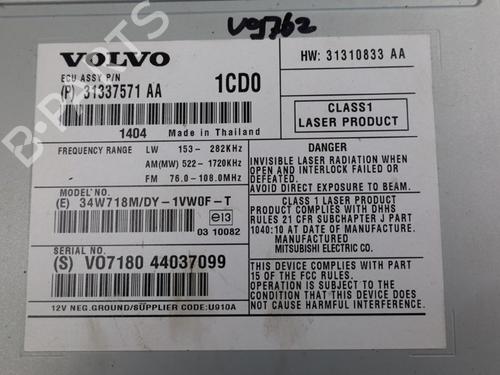 V09762
VOLVO
ECU ASSY P/N
(P) 31337571 AA
1CD0
HW: 31310833 AA
CLASS1
LASER PRODUCT
1404 Made in Thailand
FREQUENCY RANGE LW 153- 282KHz
AM(MW) 522-1720KHz
FM 76.0-108.0MHz
MODEL NO.
(E) 34W718M/DY-1VW0F-T
e13
03 10082
SERIAL NO.
(S) VO7180 44037099
12V NEG.GROUND/SUPPLIER CODE:U910A
DANGER
INVISIBLE LASER RADIATION WHEN
OPEN AND INTERLOCK FAILED OR
DEFEATED.
AVOID DIRECT EXPOSURE TO BEAM.
CLASS 1 LASER PRODUCT
PRODUCT COMPLIES WITH DHHS
RULES 21 CFR SUBCHAPTER J PART
1040:10 AT DATE OF MANUFACTURE.
MANUFACTURED
MITSUBISHI ELECTRIC CO.
THIS DEVICE COMPLIES WITH PART
15 OF THE FCC RULES.
OPERATION IS SUBJECT TO THE
CONDITION THAT THIS DEVICE DOES
NOT CAUSE HARMFUL INTERFERENCE.
B-PARTS